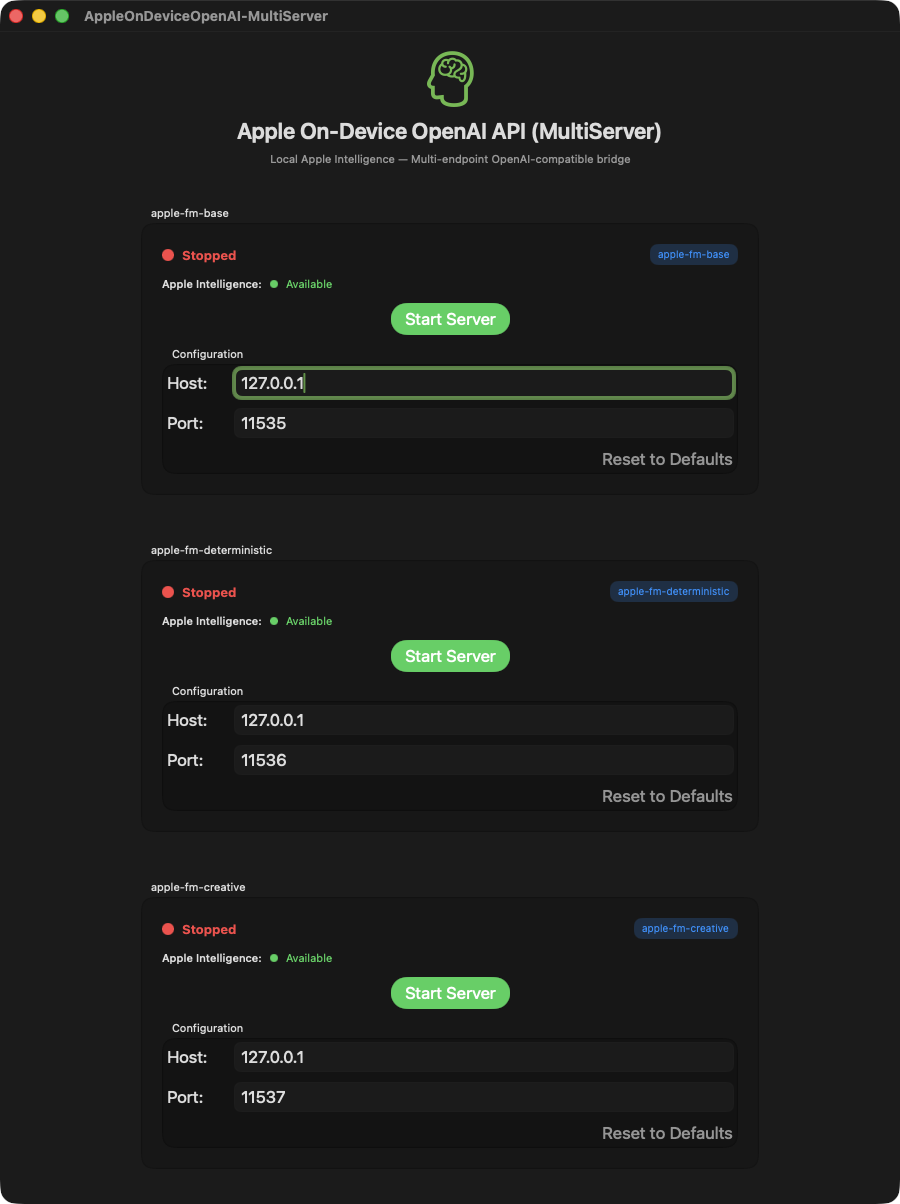 AppleOnDeviceOpenAI-MultiServer
Apple On-Device OpenAI API (MultiServer)
Local Apple Intelligence — Multi-endpoint OpenAI-compatible bridge
apple-fm-base
Stopped
apple-fm-base
Apple Intelligence: Available
Start Server
Configuration
Host: 127.0.0.1
Port: 11535
Reset to Defaults
apple-fm-deterministic
Stopped
apple-fm-deterministic
Apple Intelligence: Available
Start Server
Configuration
Host: 127.0.0.1
Port: 11536
Reset to Defaults
apple-fm-creative
Stopped
apple-fm-creative
Apple Intelligence: Available
Start Server
Configuration
Host: 127.0.0.1
Port: 11537
Reset to Defaults